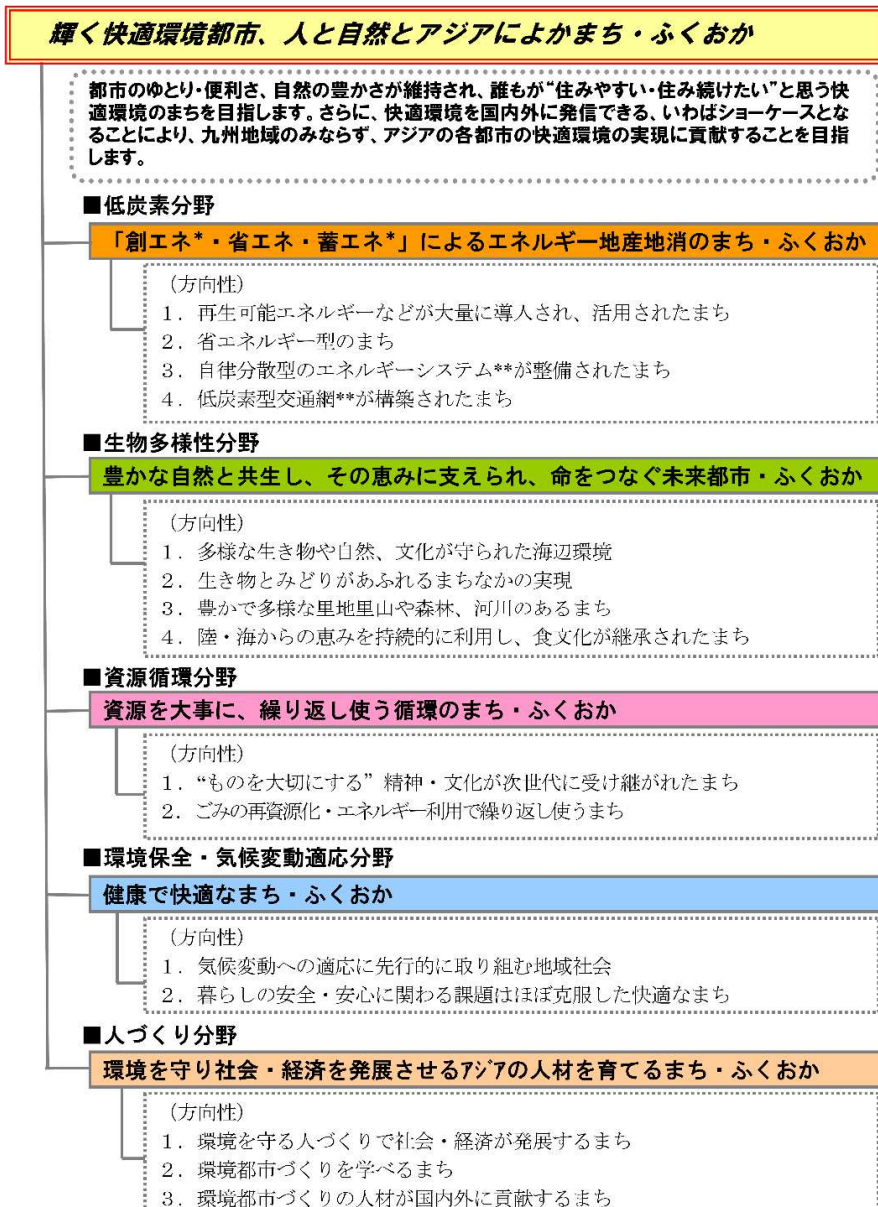 輝く快適環境都市、人と自然とアジアによかまち・ふくおか
都市のゆとり・便利さ、自然の豊かさが維持され、誰もが“住みやすい・住み続けたい”と思う快
適環境のまちを目指します。さらに、快適環境を国内外に発信できる、いわばショーケースとな
ることにより、九州地域のみならず、アジアの各都市の快適環境の実現に貢献することを目指
します。
■低炭素分野
「創エネ*・省エネ・蓄エネ*」によるエネルギー地産地消のまち・ふくおか
（方向性）
1．再生可能エネルギーなどが大量に導入され、活用されたまち
2．省エネルギー型のまち
3．自律分散型のエネルギーシステム**が整備されたまち
4．低炭素型交通網**が構築されたまち
■生物多様性分野
豊かな自然と共生し、その恵みに支えられ、命をつなぐ未来都市・ふくおか
（方向性）
1．多様な生き物や自然、文化が守られた海辺環境
2．生き物とみどりがあふれるまちなかの実現
3．豊かで多様な里地里山や森林、河川のあるまち
4．陸・海からの恵みを持続的に利用し、食文化が継承されたまち
■資源循環分野
資源を大事に、繰り返し使う循環のまち・ふくおか
（方向性）
1．“ものを大切にする”精神・文化が次世代に受け継がれたまち
2．ごみの再資源化・エネルギー利用で繰り返し使うまち
■環境保全・気候変動適応分野
健康で快適なまち・ふくおか
（方向性）
1．気候変動への適応に先行的に取り組む地域社会
2．暮らしの安全・安心に関わる課題はほぼ克服した快適なまち
■人づくり分野
環境を守り社会・経済を発展させるｱｼﾞｱの人材を育てるまち・ふくおか
（方向性）
1．環境を守る人づくりで社会・経済が発展するまち
2．環境都市づくりを学べるまち
3．環境都市づくりの人材が国内外に貢献するまち